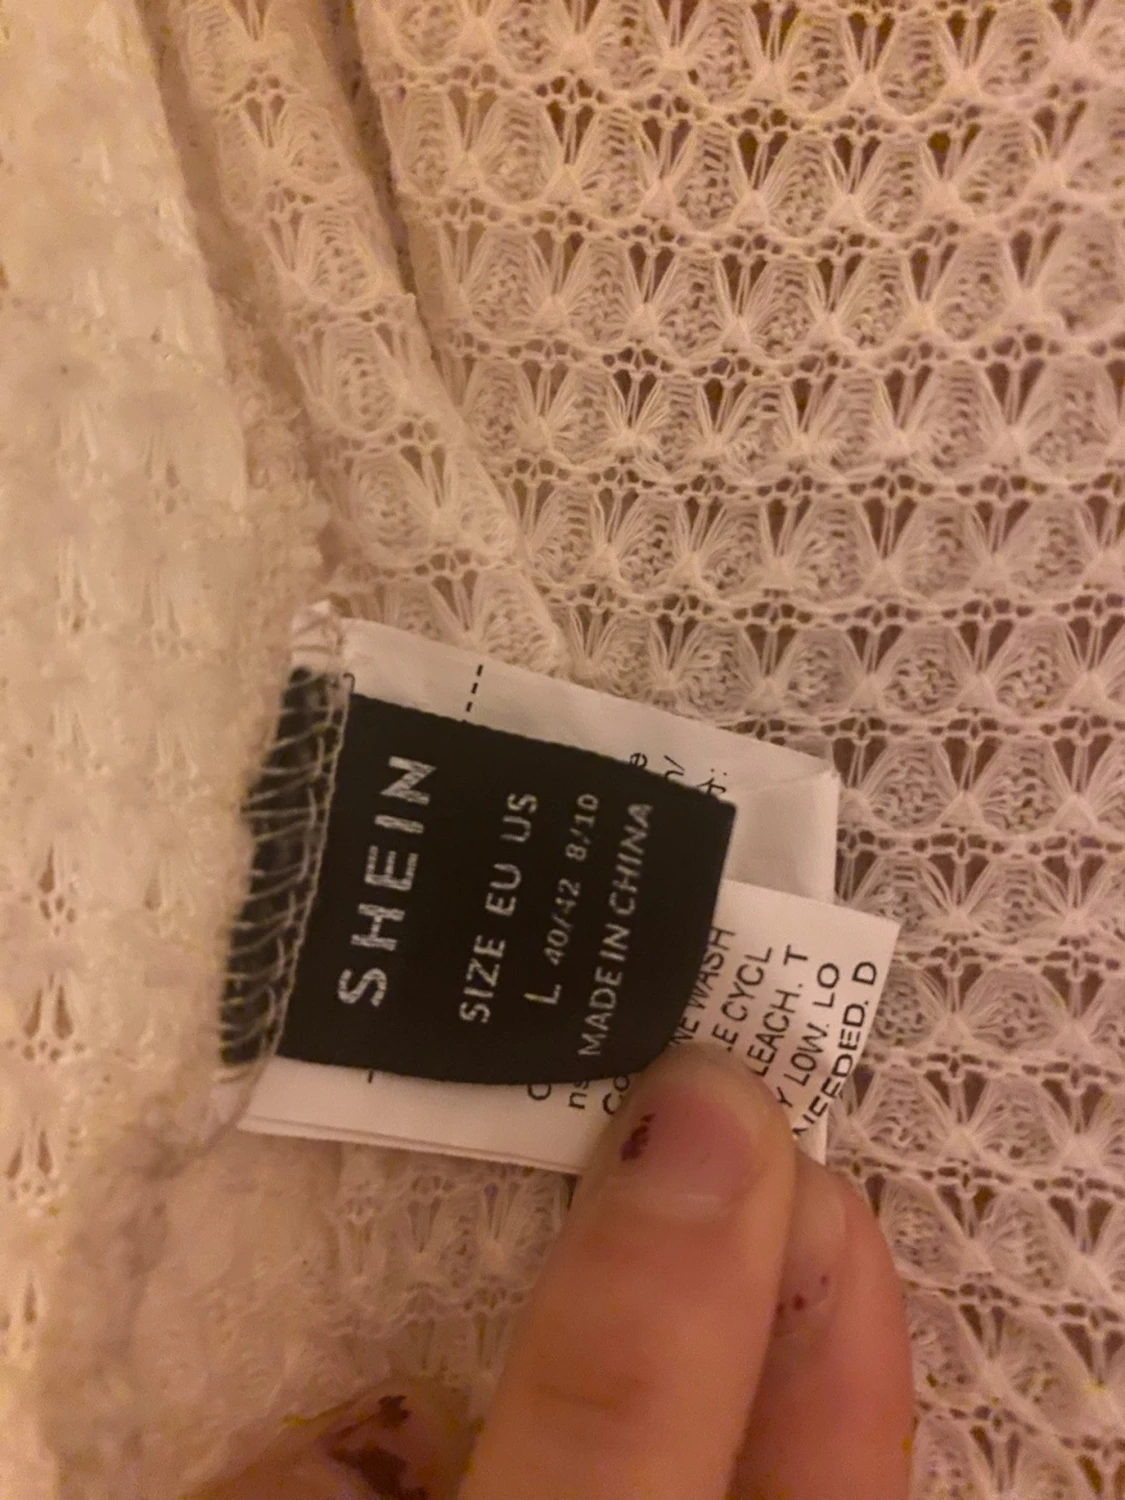 SHEIN
SIZE EU US
L 40/42 8/10
MADE IN CHINA
WASH
CYCL
LEACH. T
LOW. LO
NEEDED. D